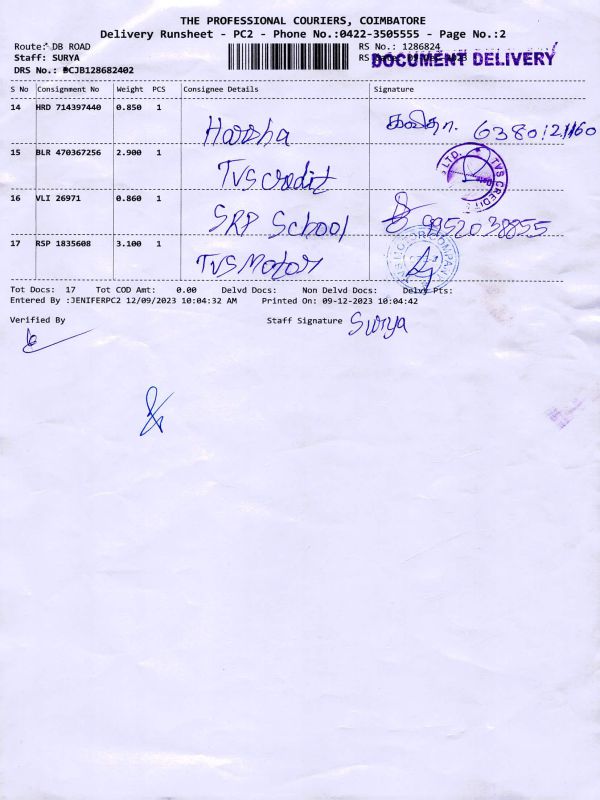 THE PROFESSIONAL COURIERS, COIMBATORE
Delivery Runsheet - PC2 - Phone No.:0422-3505555 - Page No.:2
Route: DB ROAD
RS No.: 1286824
Staff: SURYA
DOCUMENT DELIVERY
DRS No.: BCJB128682402
S No Consignment No Weight PCS Consignee Details Signature
14 HRD 714397440 0.850 1
Harsha
15 BLR 470367256 2.900 1
TVS Credit
LTD. TVS CREDIT
16 VLI 26971 0.860 1
SRP School 9952038855
17 RSP 1835608 3.100 1
TVS Motor
Tot Docs: 17 Tot COD Amt: 0.00 Delvd Docs: Non Delvd Docs: Delvy Pts:
Entered By :JENIFERPC2 12/09/2023 10:04:32 AM Printed On: 09-12-2023 10:04:42
Verified By Staff Signature Surya